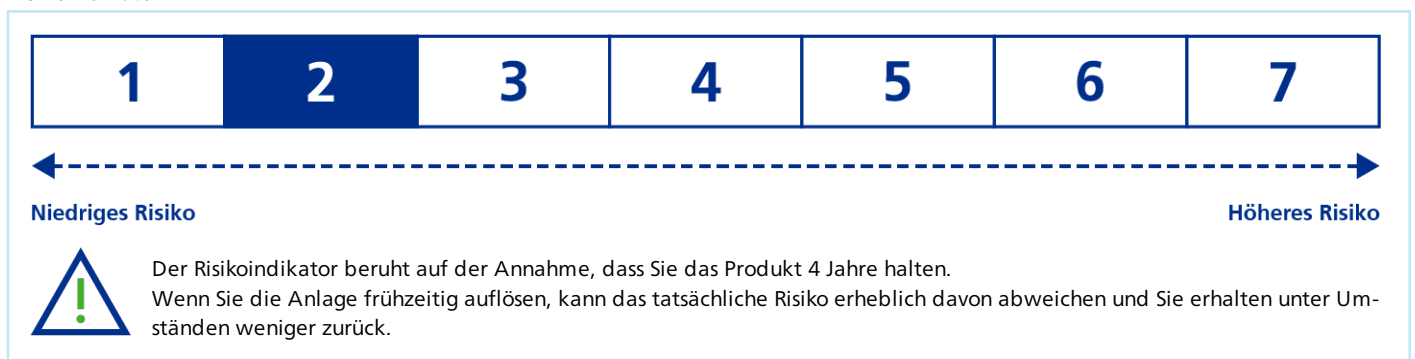 1 2 3 4 5 6 7
Niedriges Risiko Höheres Risiko
Der Risikoindikator beruht auf der Annahme, dass Sie das Produkt 4 Jahre halten.
Wenn Sie die Anlage frühzeitig auflösen, kann das tatsächliche Risiko erheblich davon abweichen und Sie erhalten unter Um-
ständen weniger zurück.